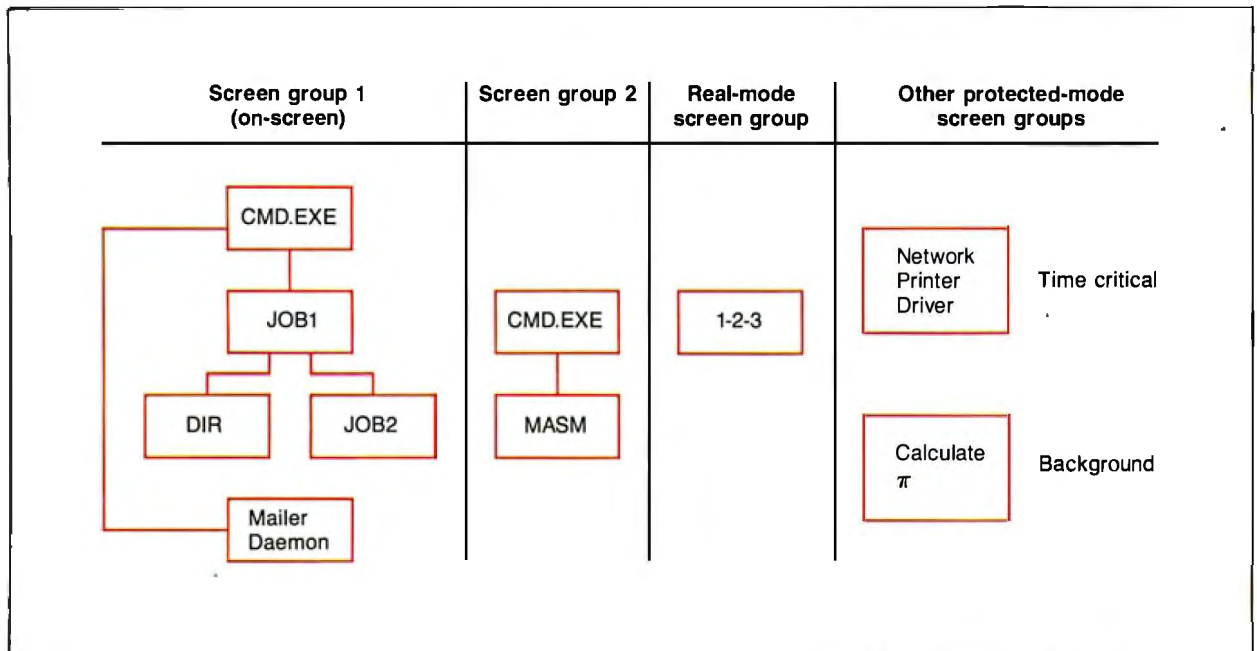 Screen group 1
(on-screen)
Screen group 2
Real-mode
screen group
Other protected-mode
screen groups
CMD.EXE
JOB1
DIR
JOB2
Mailer
Daemon
CMD.EXE
MASM
1-2-3
Network
Printer
Driver
Time critical
Calculate
π
Background